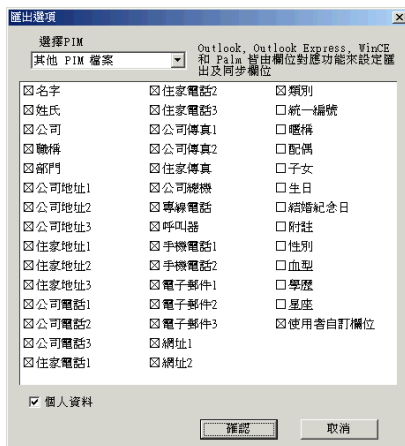 匯出選項
選擇PIM
其他 PIM 檔案
Outlook, Outlook Express, WinCE
和 Palm 皆由欄位對應功能來設定匯
出及同步欄位
名字
姓氏
公司
職稱
部門
公司地址1
公司地址2
公司地址3
住家地址1
住家地址2
住家地址3
公司電話1
公司電話2
公司電話3
住家電話1
住家電話2
住家電話3
公司傳真1
公司傳真2
住家傳真
公司總機
專線電話
呼叫器
手機電話1
手機電話2
電子郵件1
電子郵件2
電子郵件3
網址1
網址2
類別
統一編號
暱稱
配偶
子女
生日
結婚紀念日
附註
性別
血型
學歷
星座
使用者自訂欄位
個人資料
確認
取消